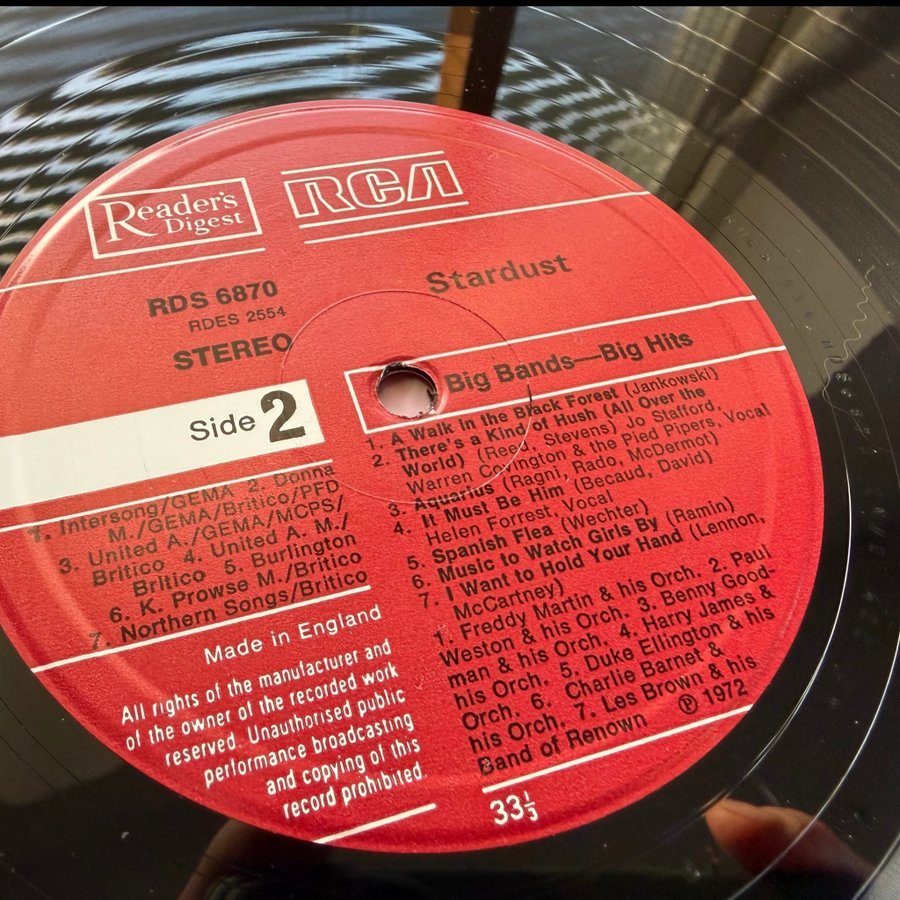 Reader's
Digest
RCA
RDS 6870
RDES 2554
STEREO
Stardust
Side 2
Big Bands—Big Hits
1. A Walk in the Black Forest (Jankowski)
2. There's a Kind of Hush (All Over the
World) (Reed, Stevens) Jo Stafford,
Warren Covington & the Pied Pipers, Vocal
3. Aquarius (Ragni, Rado, McDermot)
4. It Must Be Him (Becaud, David)
Helen Forrest, Vocal
5. Spanish Flea (Wechter)
6. Music to Watch Girls By (Ramin)
7. I Want to Hold Your Hand (Lennon,
McCartney)
1. Freddy Martin & his Orch. 2. Paul
Weston & his Orch. 3. Benny Good-
man & his Orch. 4. Harry James &
his Orch. 5. Duke Ellington & his
Orch. 6. Charlie Barnet &
his Orch. 7. Les Brown & his
Band of Renown ℗ 1972
1. Intersong/GEMA 2. Donna
M./GEMA/Britico/PFD
3. United A./GEMA/MCPS/
Britico 4. United A. M./
Britico 5. Burlington
6. K. Prowse M./Britico
7. Northern Songs/Britico
Made in England
All rights of the manufacturer and
of the owner of the recorded work
reserved. Unauthorised public
performance broadcasting
and copying of this
record prohibited.
33⅓